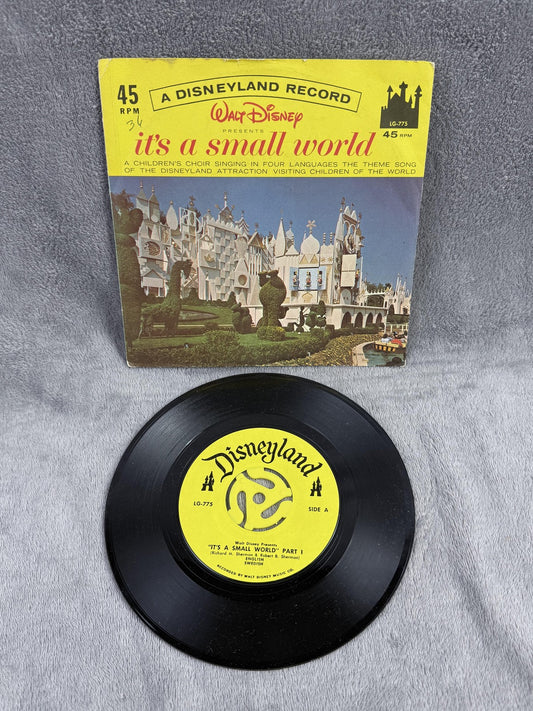 45
RPM
36
A DISNEYLAND RECORD
Walt Disney
PRESENTS
it's a small world
LG-775
45 RPM
A CHILDREN'S CHOIR SINGING IN FOUR LANGUAGES THE THEME SONG
OF THE DISNEYLAND ATTRACTION VISITING CHILDREN OF THE WORLD
Disneyland
LG-775
SIDE A
Walt Disney Presents
"IT'S A SMALL WORLD" PART I
(Richard M. Sherman & Robert B. Sherman)
ENGLISH
SWEDISH
RECORDED BY WALT DISNEY MUSIC CO.